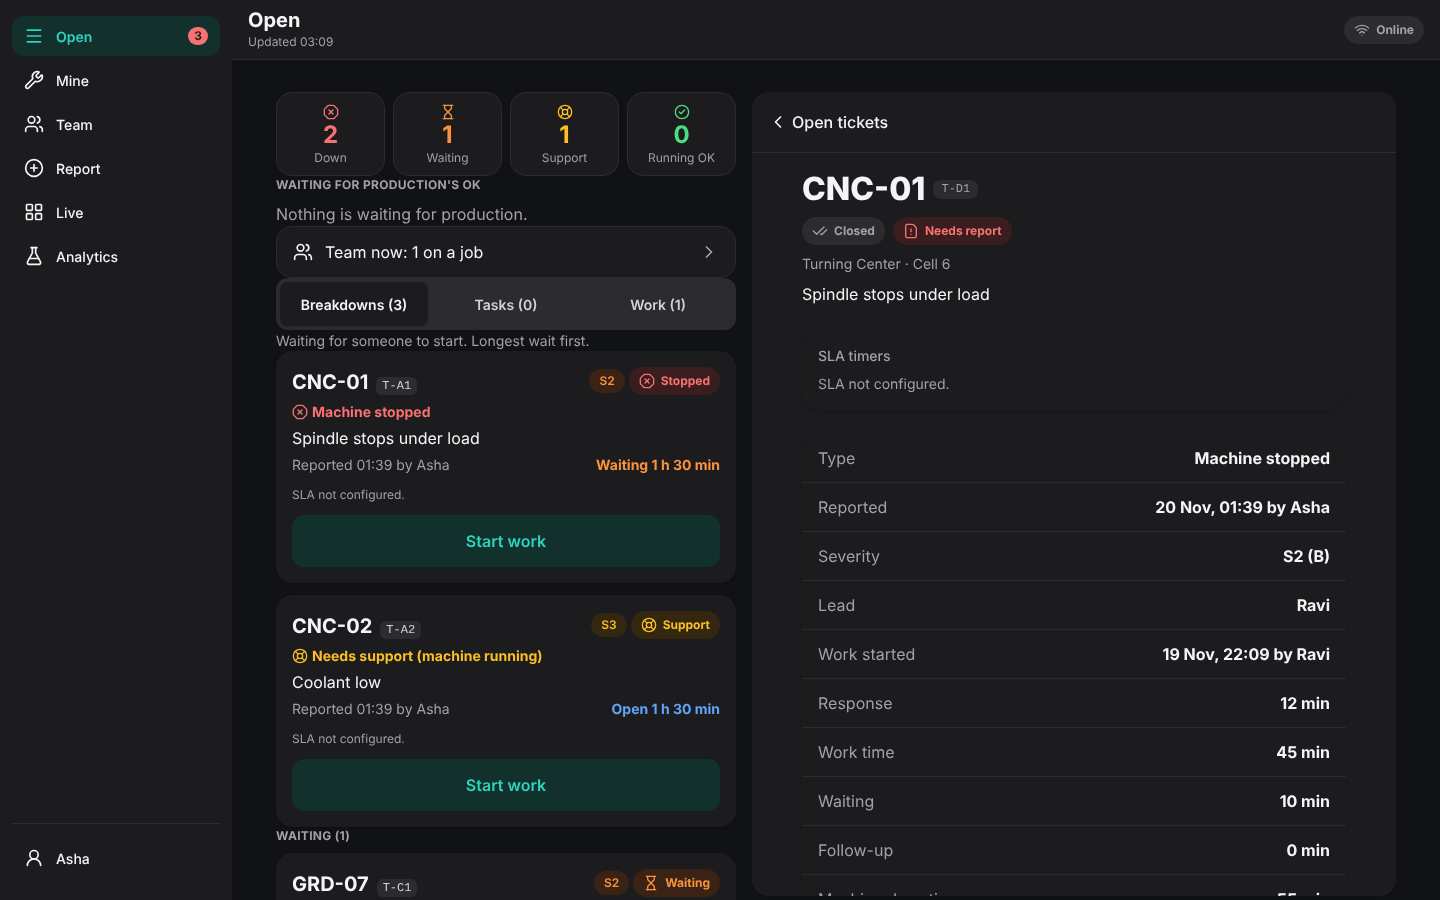 Open
3
Mine
Team
Report
Live
Analytics
Asha
Open
Updated 03:09
Online
2
Down
1
Waiting
1
Support
0
Running OK
WAITING FOR PRODUCTION'S OK
Nothing is waiting for production.
Team now: 1 on a job
Breakdowns (3)
Tasks (0)
Work (1)
Waiting for someone to start. Longest wait first.
CNC-01 T-A1 S2 Stopped
Machine stopped
Spindle stops under load
Reported 01:39 by Asha Waiting 1 h 30 min
SLA not configured.
Start work
CNC-02 T-A2 S3 Support
Needs support (machine running)
Coolant low
Reported 01:39 by Asha Open 1 h 30 min
SLA not configured.
Start work
WAITING (1)
GRD-07 T-C1 S2 Waiting
Open tickets
CNC-01 T-D1
Closed Needs report
Turning Center · Cell 6
Spindle stops under load
SLA timers
SLA not configured.
Type Machine stopped
Reported 20 Nov, 01:39 by Asha
Severity S2 (B)
Lead Ravi
Work started 19 Nov, 22:09 by Ravi
Response 12 min
Work time 45 min
Waiting 10 min
Follow-up 0 min